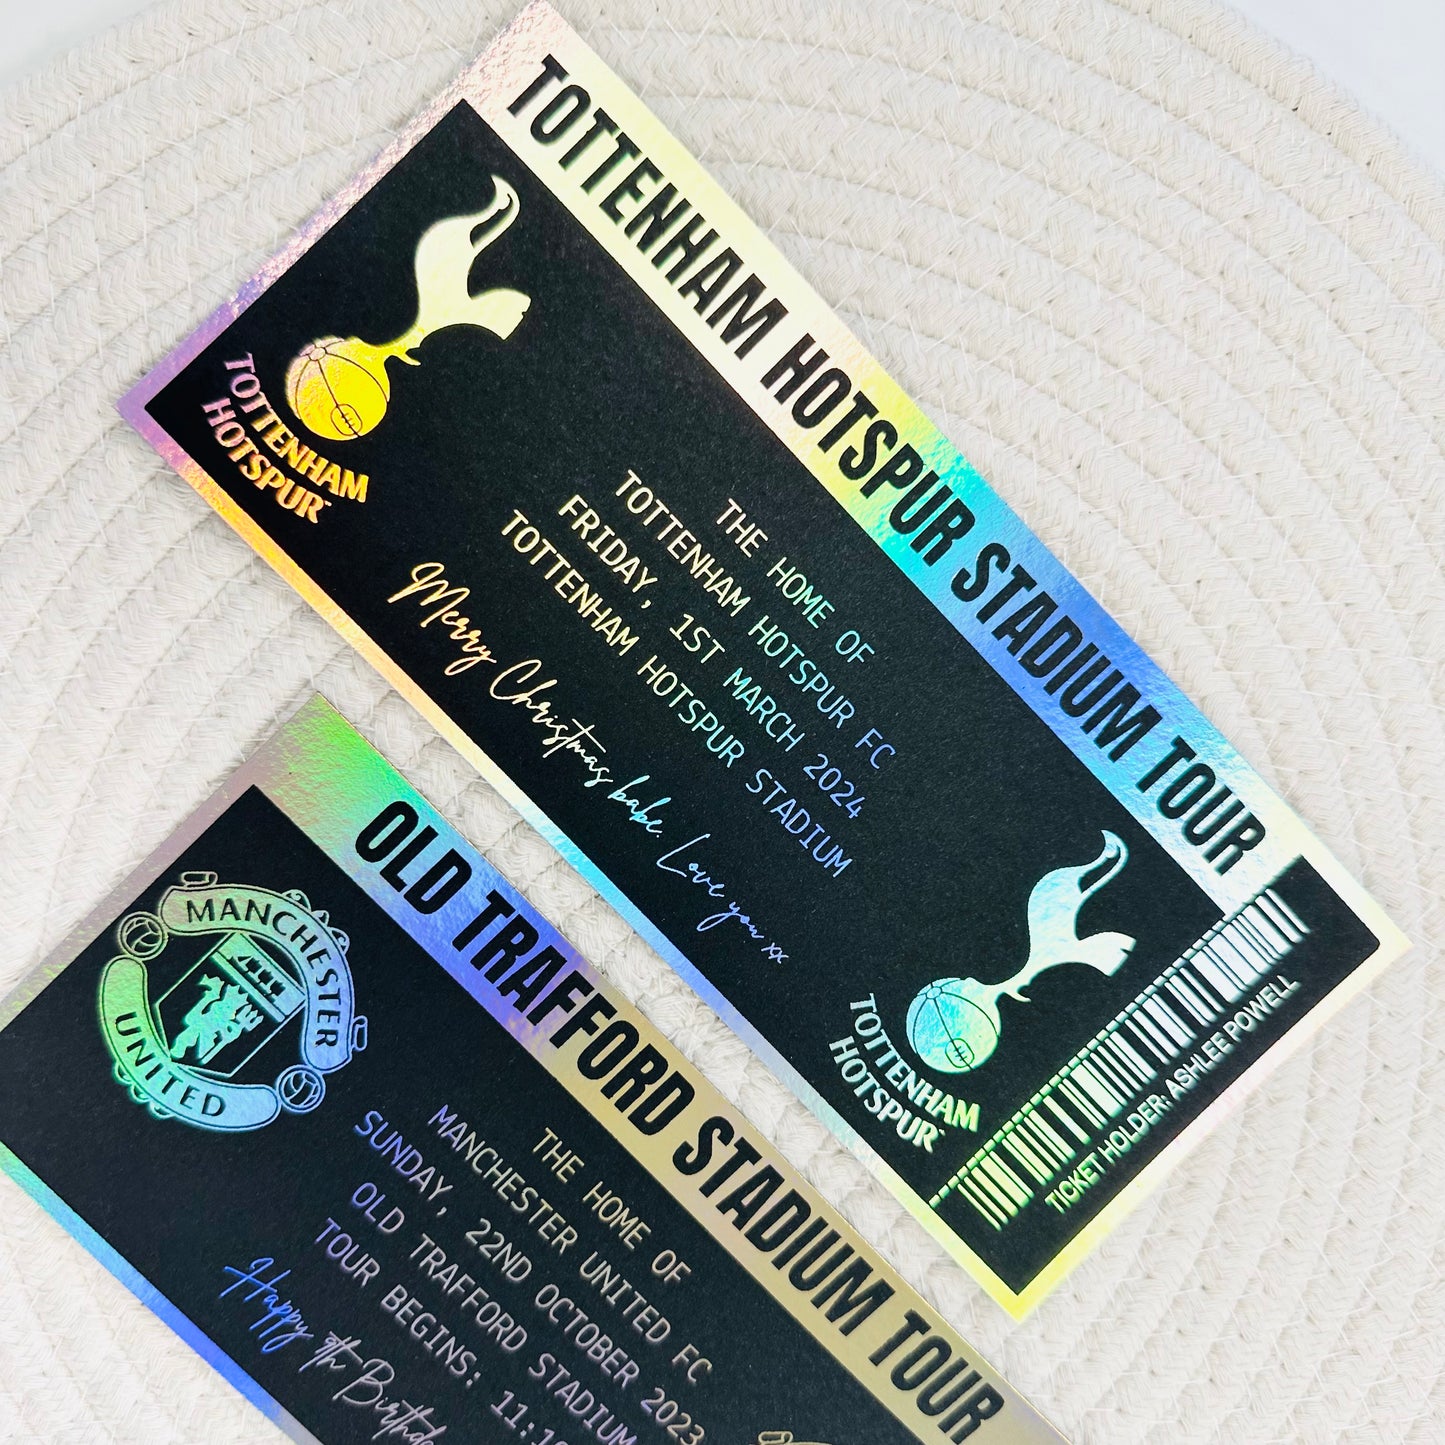 TOTTENHAM HOTSPUR STADIUM TOUR
TOTTENHAM
HOTSPUR
THE HOME OF
TOTTENHAM HOTSPUR FC
FRIDAY, 1ST MARCH 2024
TOTTENHAM HOTSPUR STADIUM
Merry Christmas babe. Love you xx
TOTTENHAM
HOTSPUR
TICKET HOLDER: ASHLEE POWELL
OLD TRAFFORD STADIUM TOUR
MANCHESTER
UNITED
THE HOME OF
MANCHESTER UNITED FC
SUNDAY, 22ND OCTOBER 2023
OLD TRAFFORD STADIUM
TOUR BEGINS:
Happy 9th